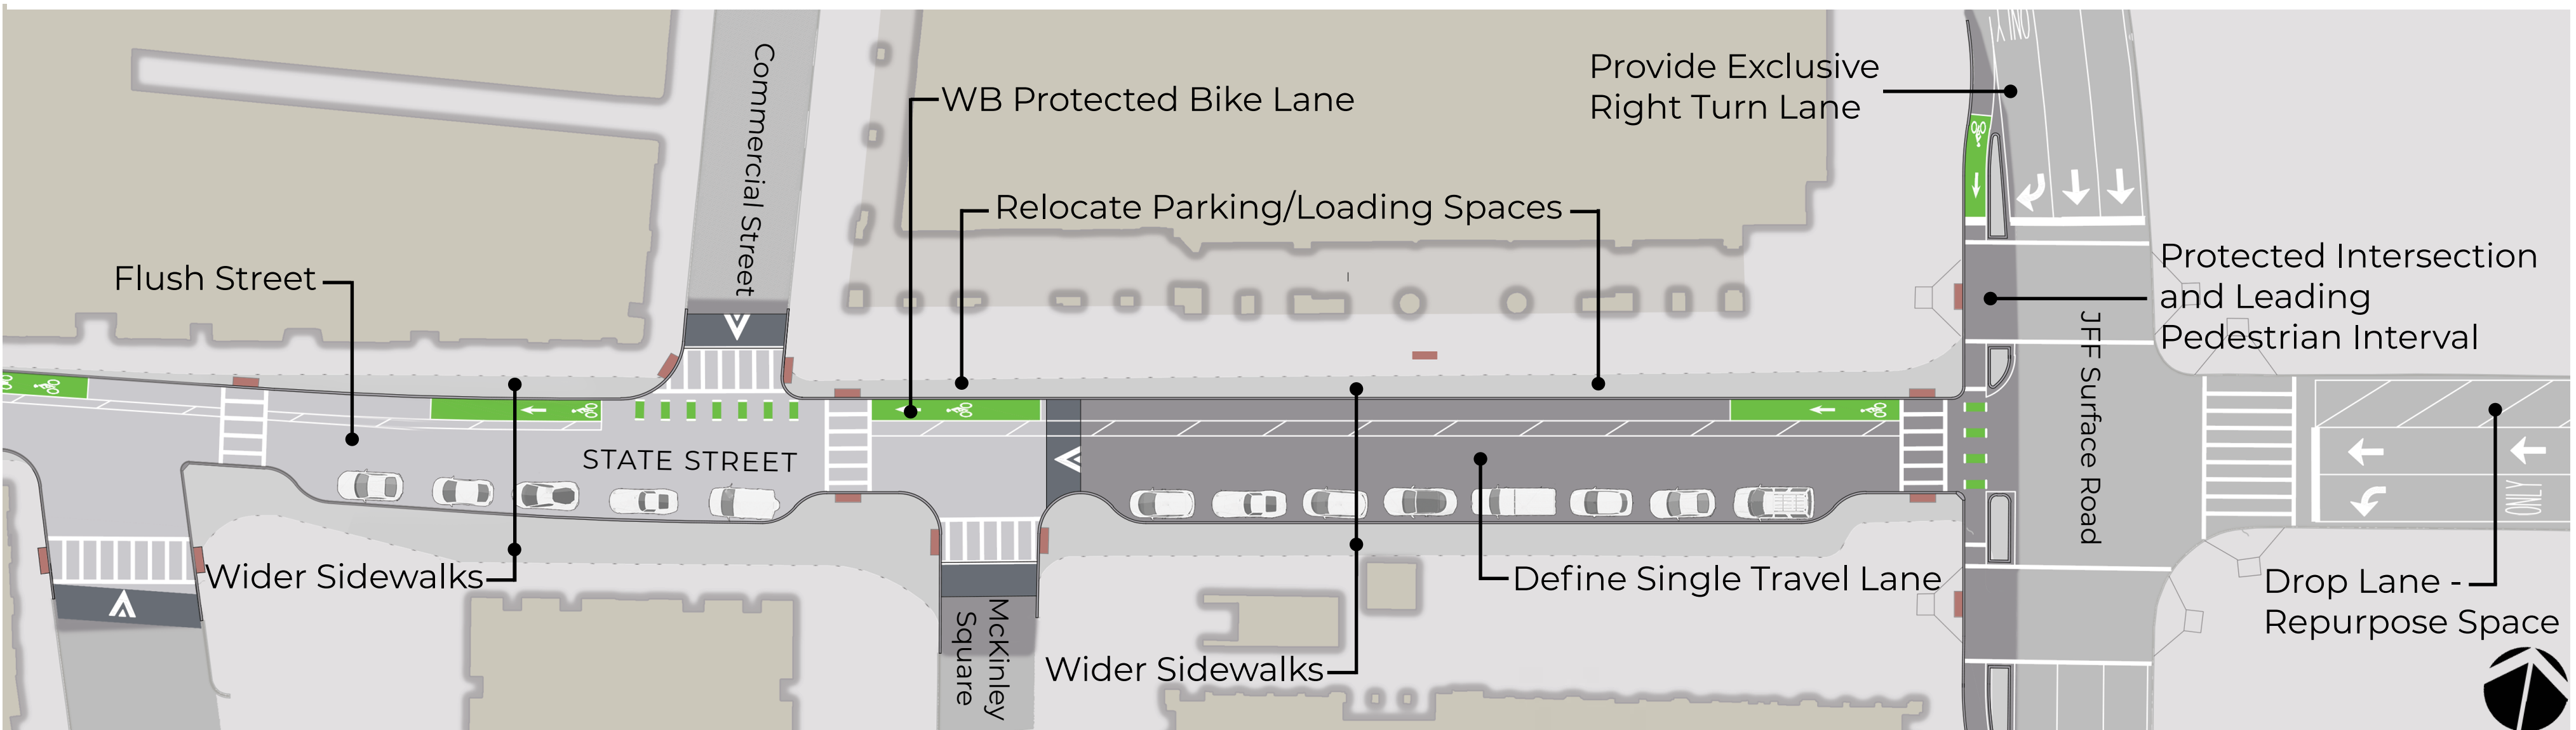 Commercial Street
WB Protected Bike Lane
Provide Exclusive
Right Turn Lane
ONLY
Relocate Parking/Loading Spaces
Flush Street
Protected Intersection
and Leading
Pedestrian Interval
JFF Surface Road
STATE STREET
ONLY
Wider Sidewalks
Define Single Travel Lane
Drop Lane -
Repurpose Space
McKinley
Square
Wider Sidewalks